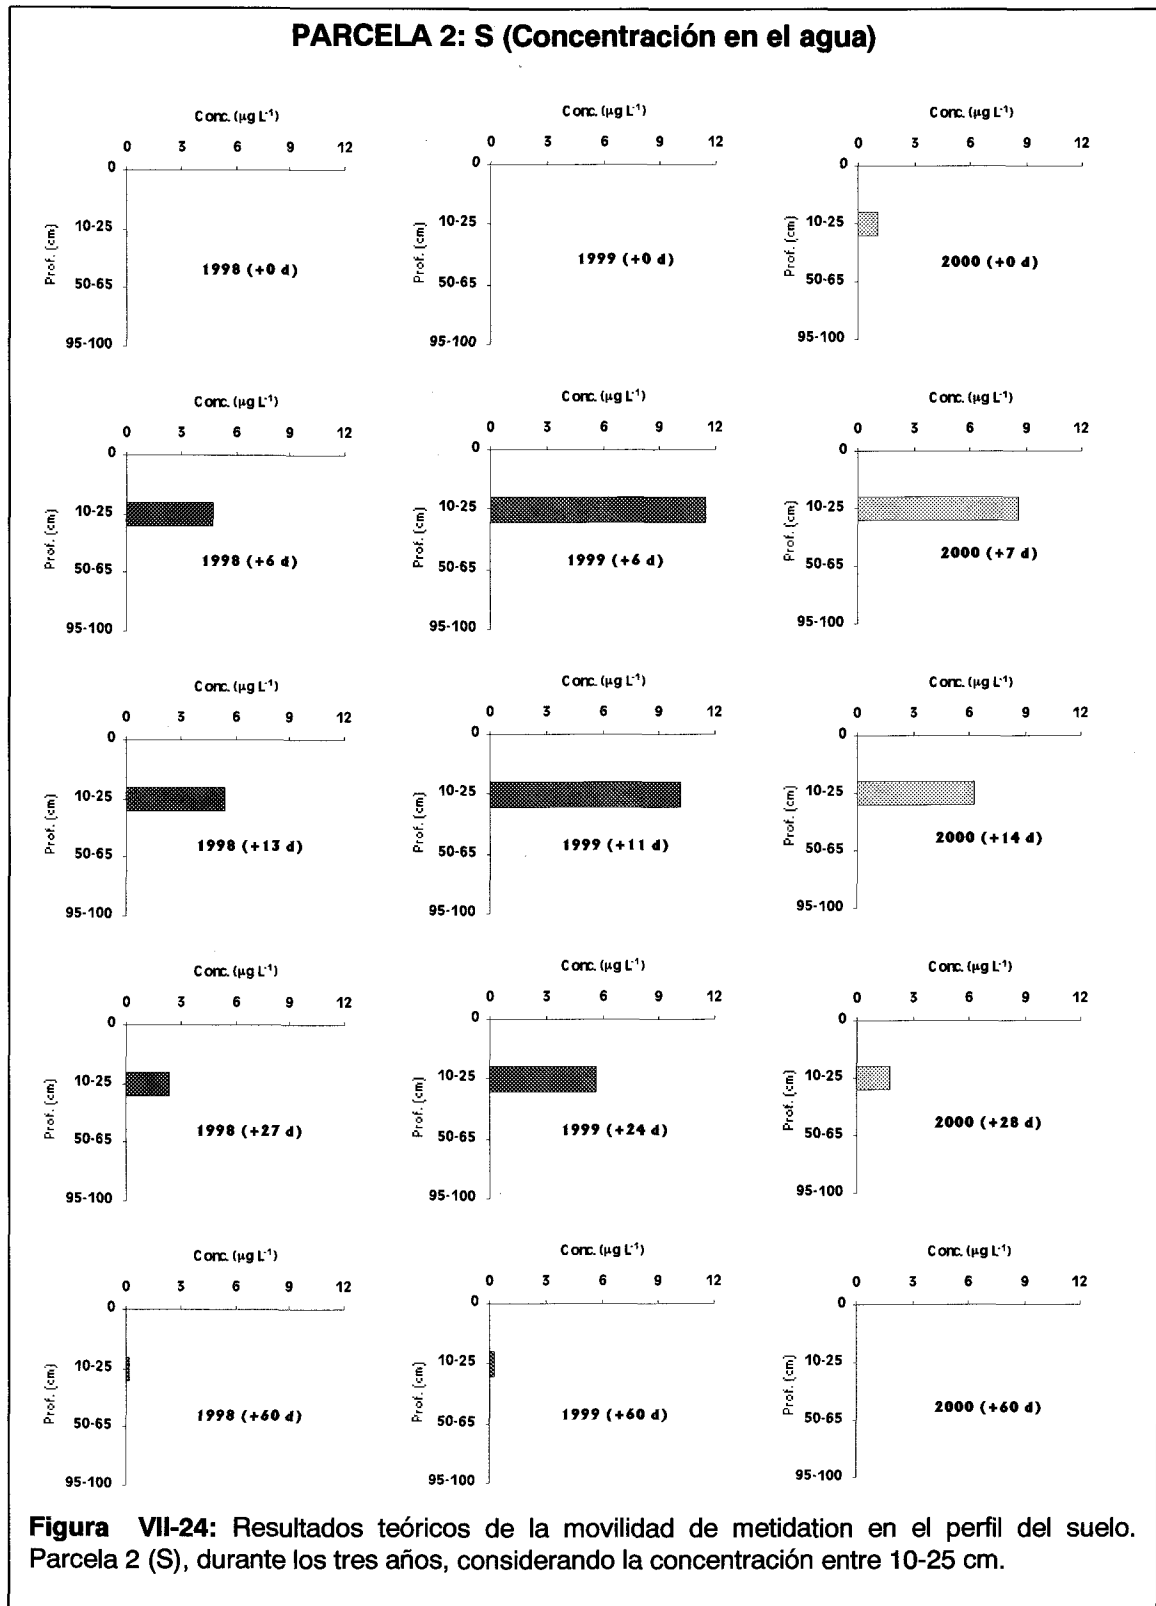 PARCELA 2: S (Concentración en el agua)
Conc. (µg L-1)
0 3 6 9 12
0
10-25
50-65
95-100
Prof. (cm)
1998 (+0 d)
Conc. (µg L-1)
0 3 6 9 12
0
10-25
50-65
95-100
Prof. (cm)
1999 (+0 d)
Conc. (µg L-1)
0 3 6 9 12
0
10-25
50-65
95-100
Prof. (cm)
2000 (+0 d)
Conc. (µg L-1)
0 3 6 9 12
0
10-25
50-65
95-100
Prof. (cm)
1998 (+6 d)
Conc. (µg L-1)
0 3 6 9 12
0
10-25
50-65
95-100
Prof. (cm)
1999 (+6 d)
Conc. (µg L-1)
0 3 6 9 12
0
10-25
50-65
95-100
Prof. (cm)
2000 (+7 d)
Conc. (µg L-1)
0 3 6 9 12
0
10-25
50-65
95-100
Prof. (cm)
1998 (+13 d)
Conc. (µg L-1)
0 3 6 9 12
0
10-25
50-65
95-100
Prof. (cm)
1999 (+11 d)
Conc. (µg L-1)
0 3 6 9 12
0
10-25
50-65
95-100
Prof. (cm)
2000 (+14 d)
Conc. (µg L-1)
0 3 6 9 12
0
10-25
50-65
95-100
Prof. (cm)
1998 (+27 d)
Conc. (µg L-1)
0 3 6 9 12
0
10-25
50-65
95-100
Prof. (cm)
1999 (+24 d)
Conc. (µg L-1)
0 3 6 9 12
0
10-25
50-65
95-100
Prof. (cm)
2000 (+28 d)
Conc. (µg L-1)
0 3 6 9 12
0
10-25
50-65
95-100
Prof. (cm)
1998 (+60 d)
Conc. (µg L-1)
0 3 6 9 12
0
10-25
50-65
95-100
Prof. (cm)
1999 (+60 d)
Conc. (µg L-1)
0 3 6 9 12
0
10-25
50-65
95-100
Prof. (cm)
2000 (+60 d)
Figura VII-24: Resultados teóricos de la movilidad de metidation en el perfil del suelo.
Parcela 2 (S), durante los tres años, considerando la concentración entre 10-25 cm.